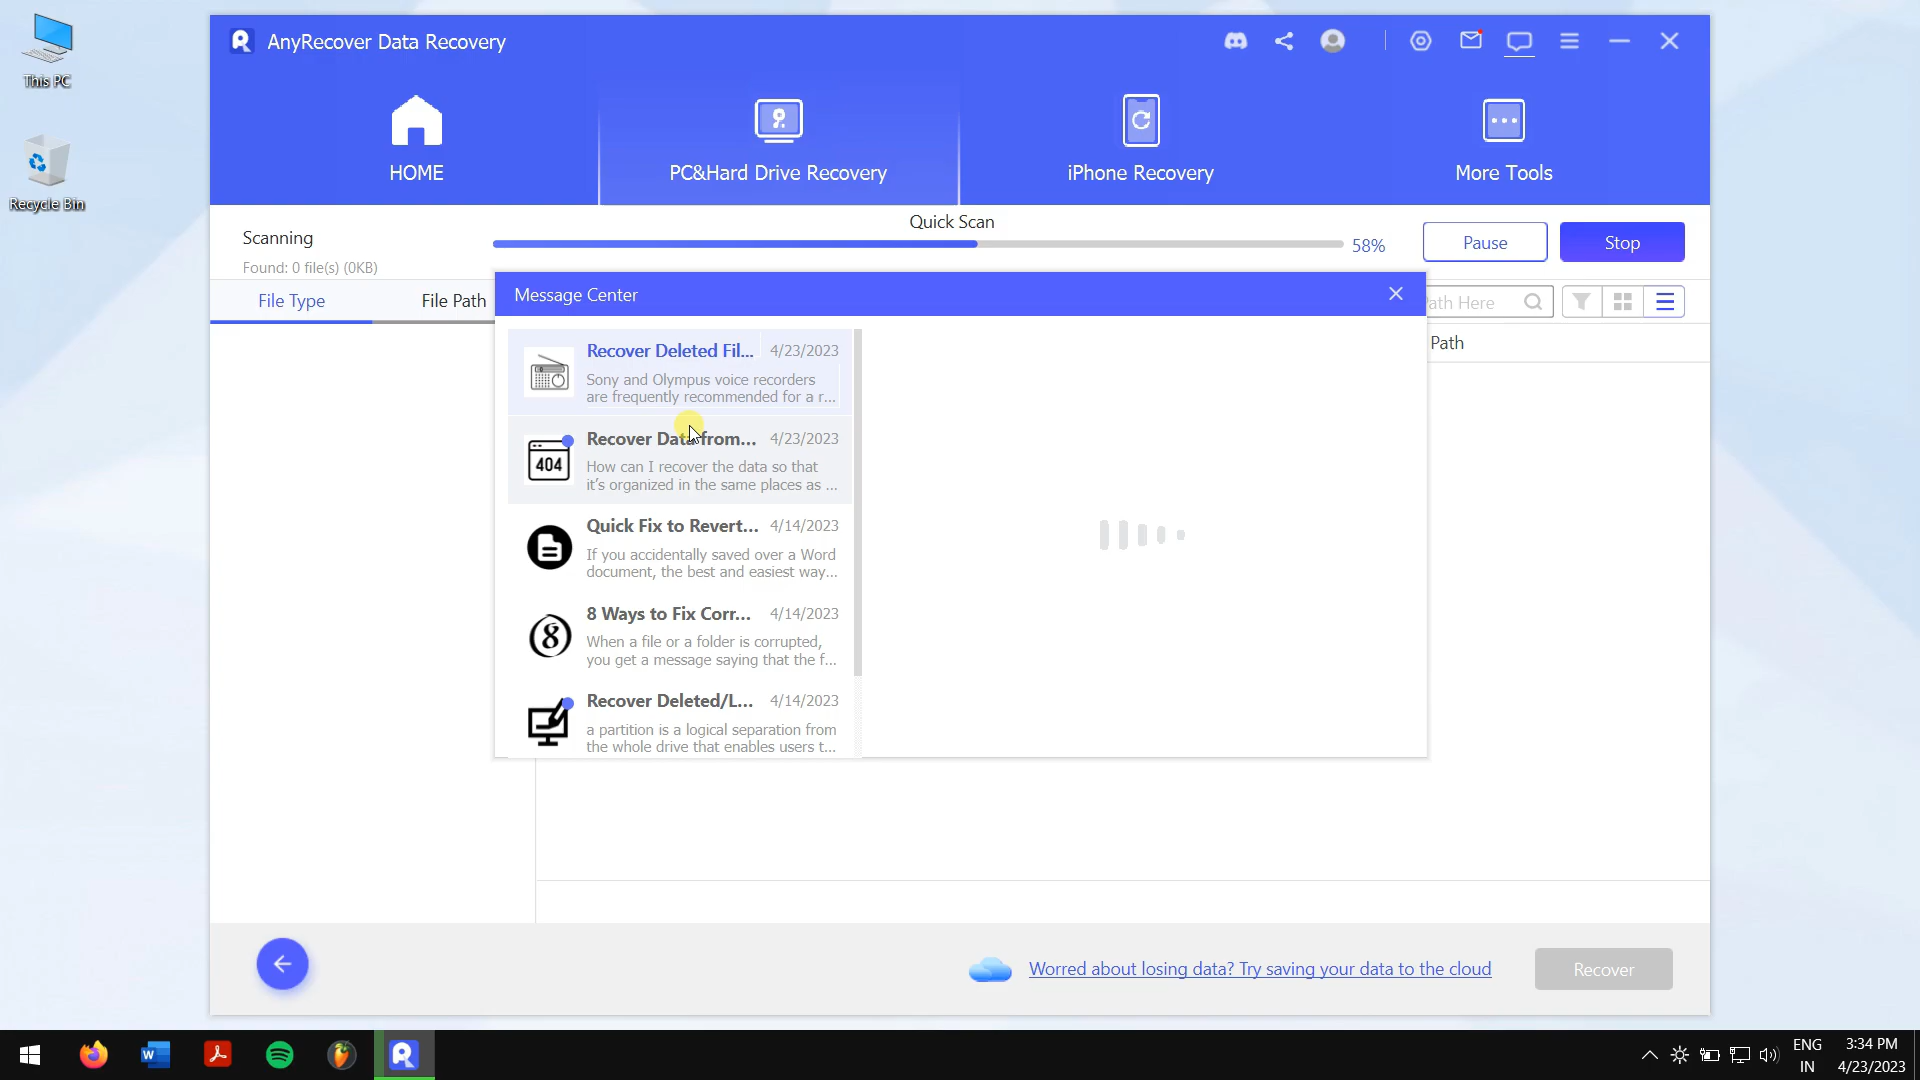 This PC
Recycle Bin
AnyRecover Data Recovery
HOME
PC&Hard Drive Recovery
iPhone Recovery
More Tools
Scanning
Found: 0 file(s) (0KB)
Quick Scan
58%
Pause
Stop
File Type
File Path
ath Here
Path
Message Center
Recover Deleted Fil... 4/23/2023
Sony and Olympus voice recorders
are frequently recommended for a r...
404
Recover Data from... 4/23/2023
How can I recover the data so that
it's organized in the same places as ...
Quick Fix to Revert... 4/14/2023
If you accidentally saved over a Word
document, the best and easiest way...
8
8 Ways to Fix Corr... 4/14/2023
When a file or a folder is corrupted,
you get a message saying that the f...
Recover Deleted/L... 4/14/2023
a partition is a logical separation from
the whole drive that enables users t...
Worred about losing data? Try saving your data to the cloud
Recover
ENG
IN
3:34 PM
4/23/2023